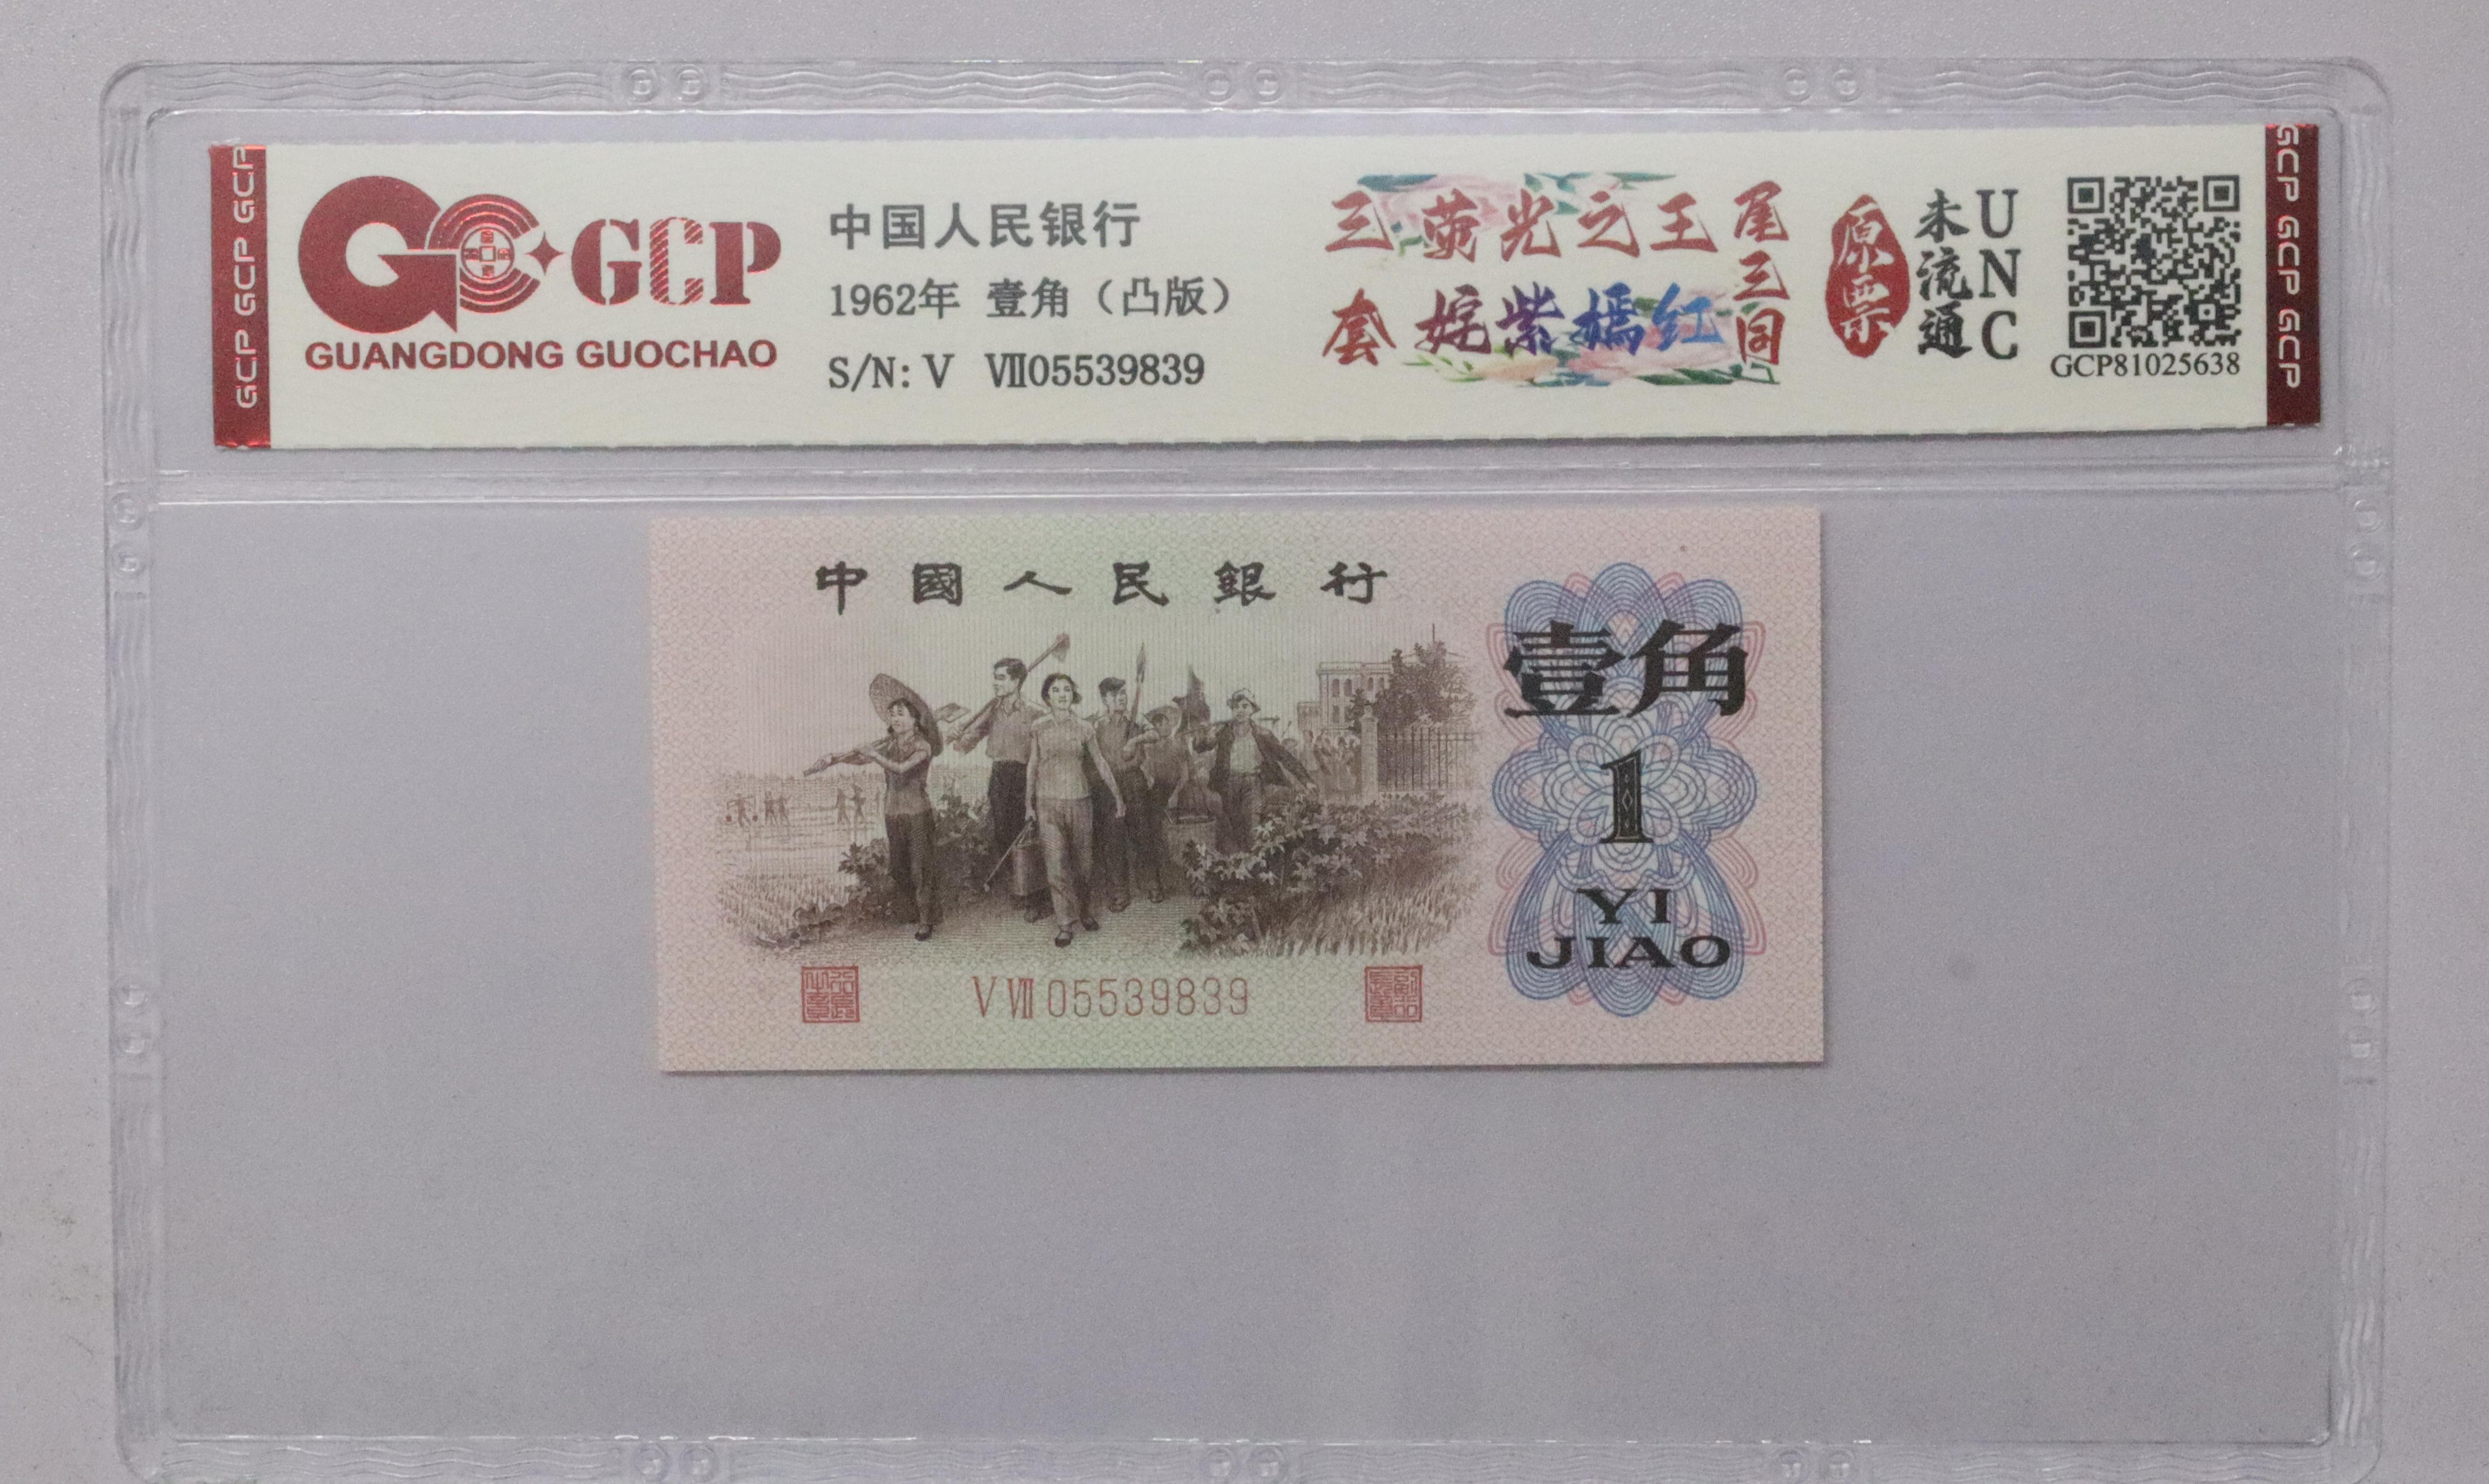 GCP GCP GCP
GCP
GUANGDONG GUOCHAO
中国人民银行
1962年 壹角（凸版）
S/N: V Ⅶ05539839
三 荧光之王
套 姹紫嫣红
尾三同
原票
未流通
UNC
GCP81025638
GCP GCP GCP
中國人民銀行
壹角
1
YI
JIAO
V Ⅶ 05539839